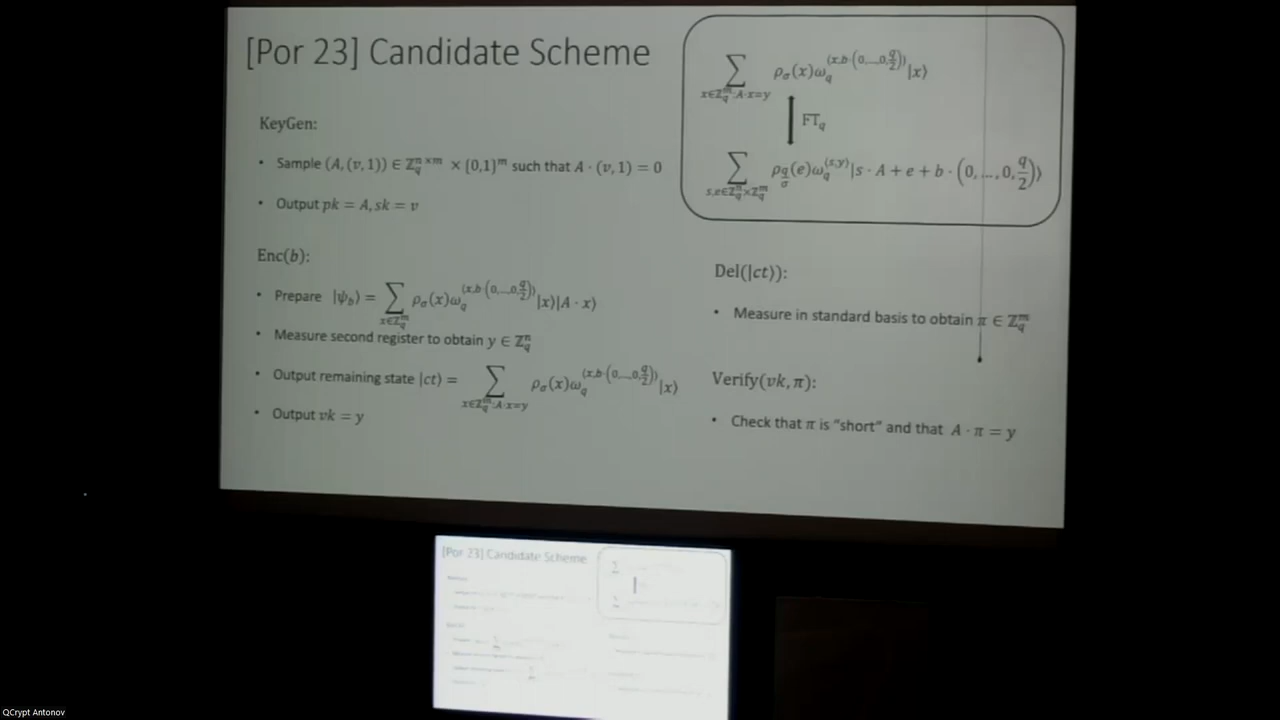 [Por 23] Candidate Scheme
KeyGen:
• Sample (A, (v, 1)) ∈ ℤ_q^{n×m} × {0,1}^m such that A · (v, 1) = 0
• Output pk = A, sk = v
Enc(b):
• Prepare |ψ_b⟩ = ∑_{x∈ℤ_q^m} ρ_σ(x)ω_q^{⟨x,b·(0,...,0,q/2)⟩}|x⟩|A · x⟩
• Measure second register to obtain y ∈ ℤ_q^n
• Output remaining state |ct⟩ = ∑_{x∈ℤ_q^m:A·x=y} ρ_σ(x)ω_q^{⟨x,b·(0,...,0,q/2)⟩}|x⟩
• Output vk = y
∑_{x∈ℤ_q^m:A·x=y} ρ_σ(x)ω_q^{⟨x,b·(0,...,0,q/2)⟩}|x⟩
FT_q
∑_{s,e∈ℤ_q^n×ℤ_q^m} ρ_{q/σ}(e)ω_q^{⟨s,y⟩}|s · A + e + b · (0, ..., 0, q/2)⟩
Del(|ct⟩):
• Measure in standard basis to obtain π ∈ ℤ_q^m
Verify(vk, π):
• Check that π is "short" and that A · π = y
[Por 23] Candidate Scheme
QCrypt Antonov